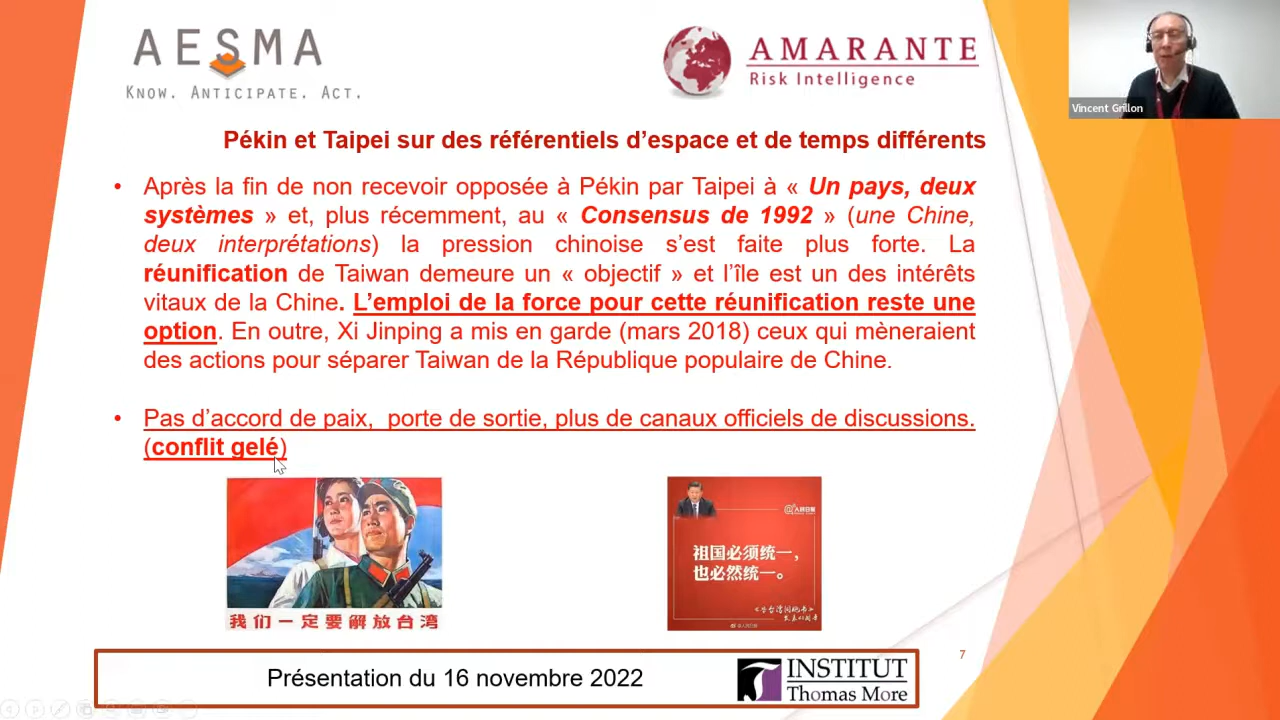 AESMA
KNOW. ANTICIPATE. ACT.
AMARANTE
Risk Intelligence
Vincent Grillon
Pékin et Taipei sur des référentiels d’espace et de temps différents
• Après la fin de non recevoir opposée à Pékin par Taipei à « Un pays, deux
systèmes » et, plus récemment, au « Consensus de 1992 » (une Chine,
deux interprétations) la pression chinoise s’est faite plus forte. La
réunification de Taiwan demeure un « objectif » et l’île est un des intérêts
vitaux de la Chine. L’emploi de la force pour cette réunification reste une
option. En outre, Xi Jinping a mis en garde (mars 2018) ceux qui mèneraient
des actions pour séparer Taiwan de la République populaire de Chine.
• Pas d’accord de paix, porte de sortie, plus de canaux officiels de discussions.
(conflit gelé)
我们一定要解放台湾
@人民日报
祖国必须统一，
也必然统一。
7
Présentation du 16 novembre 2022
INSTITUT
Thomas More